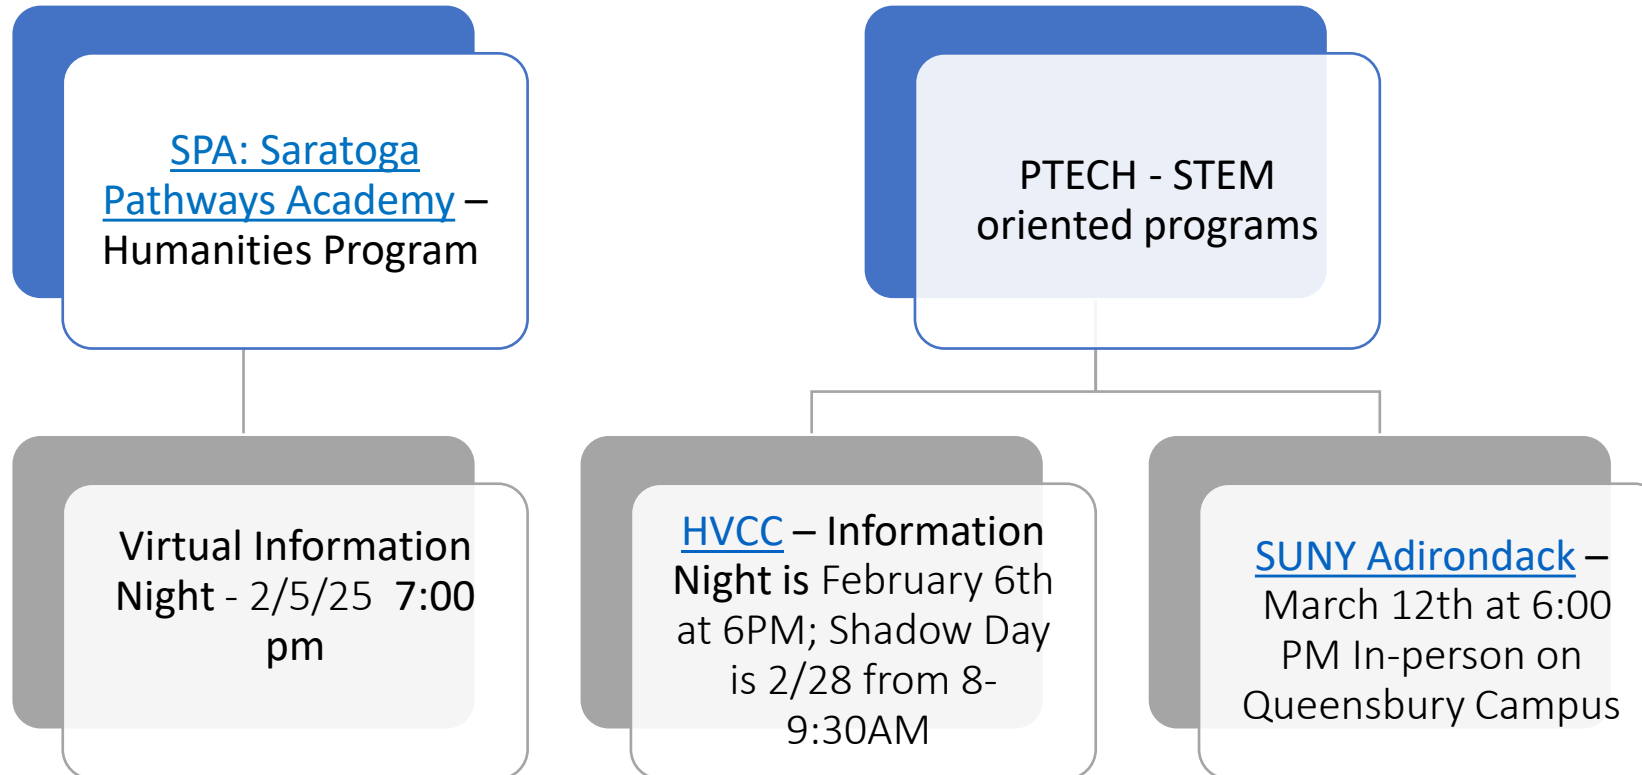 SPA: Saratoga
Pathways Academy –
Humanities Program
PTECH - STEM
oriented programs
Virtual Information
Night - 2/5/25 7:00
pm
HVCC – Information
Night is February 6th
at 6PM; Shadow Day
is 2/28 from 8-
9:30AM
SUNY Adirondack –
March 12th at 6:00
PM In-person on
Queensbury Campus